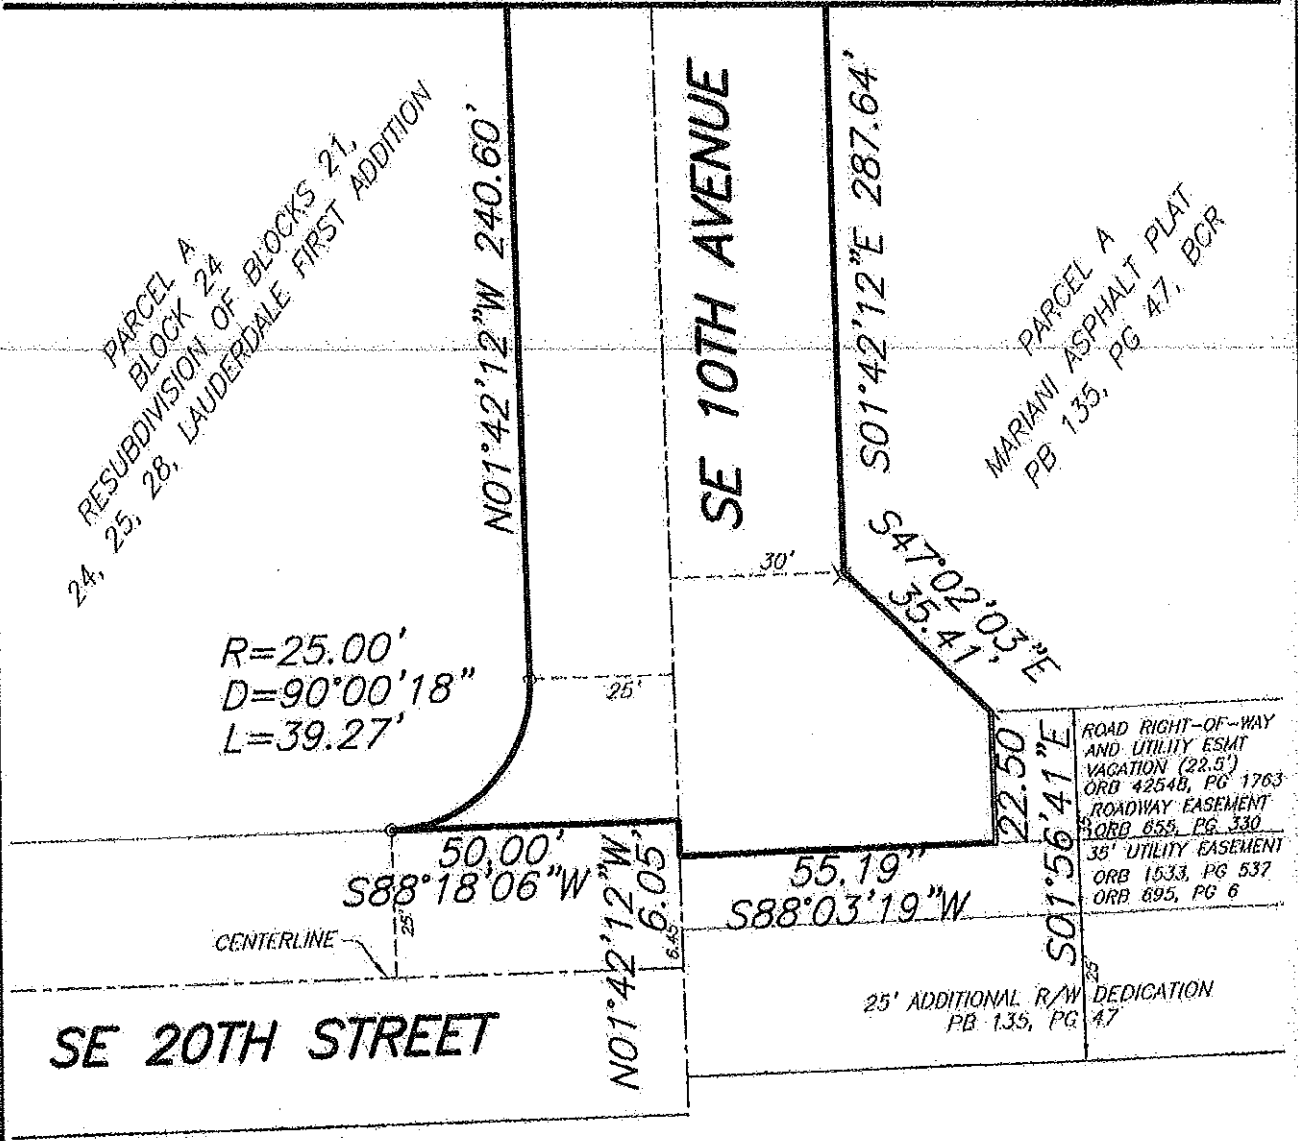 PARCEL A
BLOCK 24
RESUBDIVISION OF BLOCKS 21,
24, 25, 28, LAUDERDALE FIRST ADDITION
N01°42'12"W 240.60'
SE 10TH AVENUE
S01°42'12"E 287.64'
PARCEL A
MARIANI ASPHALT PLAT
PB 135, PG 47, BCR
30'
S47°02'03"E
35.41'
R=25.00'
D=90°00'18"
L=39.27'
25'
22.50
S01°56'41"E
ROAD RIGHT-OF-WAY
AND UTILITY ESMT
VACATION (22.5')
ORB 42548, PG 1763
ROADWAY EASEMENT
ORB 655, PG 330
35' UTILITY EASEMENT
ORB 1533, PG 537
ORB 695, PG 6
50.00'
S88°18'06"W
N01°42'12"W
6.05'
6.45'
55.19"
S88°03'19"W
25'
CENTERLINE
SE 20TH STREET
25'
25' ADDITIONAL R/W DEDICATION
PB 135, PG 47